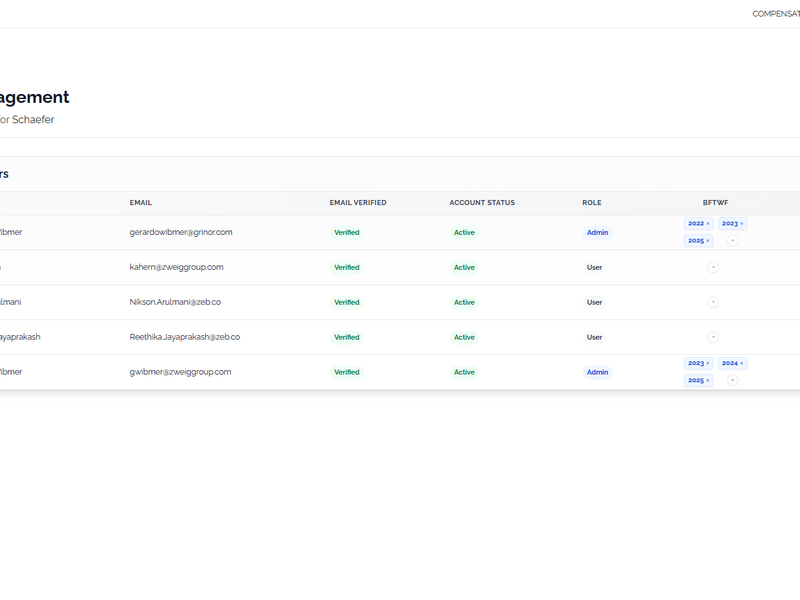 COMPENSAT
agement
or Schaefer
rs
EMAIL EMAIL VERIFIED ACCOUNT STATUS ROLE BFTWF
ibmer gerardowibmer@grinor.com Verified Active Admin 2022 × 2023 ×
2025 × +
kahern@zweiggroup.com Verified Active User +
lmani Nikson.Arulmani@zeb.co Verified Active User +
ayaprakash Reethika.Jayaprakash@zeb.co Verified Active User +
ibmer gwibmer@zweiggroup.com Verified Active Admin 2023 × 2024 ×
2025 × +